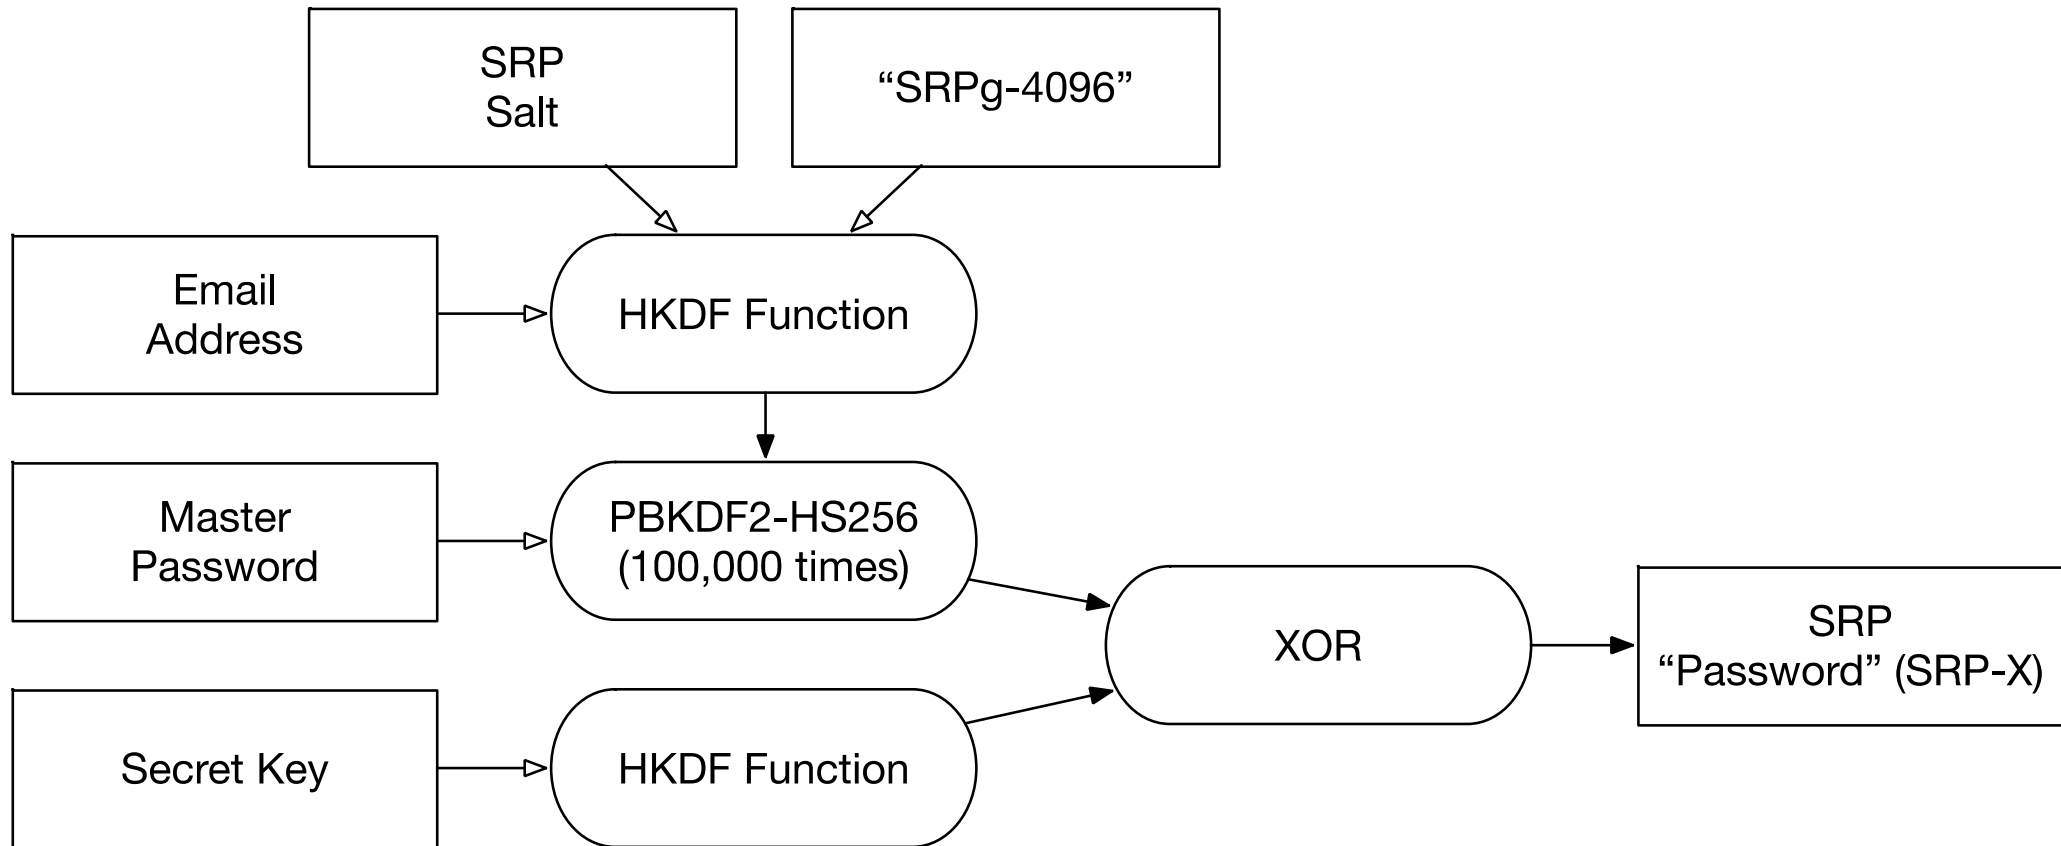 SRP
Salt
“SRPg-4096”
Email
Address
HKDF Function
Master
Password
PBKDF2-HS256
(100,000 times)
XOR
SRP
“Password” (SRP-X)
Secret Key
HKDF Function